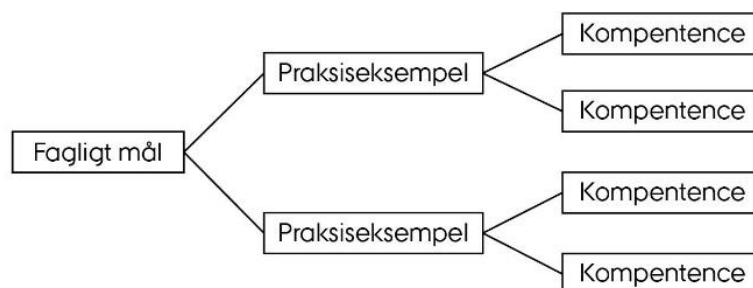 Kompentence
Praksiseksempel
Kompentence
Fagligt mål
Kompentence
Praksiseksempel
Kompentence